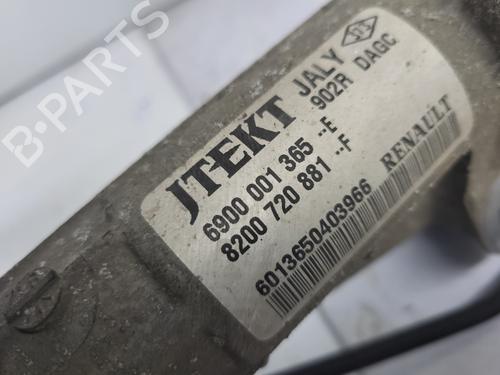 B-PARTS
JTEKT JALY
902R DAGC
6900 001 365 --E
8200 720 881 --F
RENAULT
6013650403966